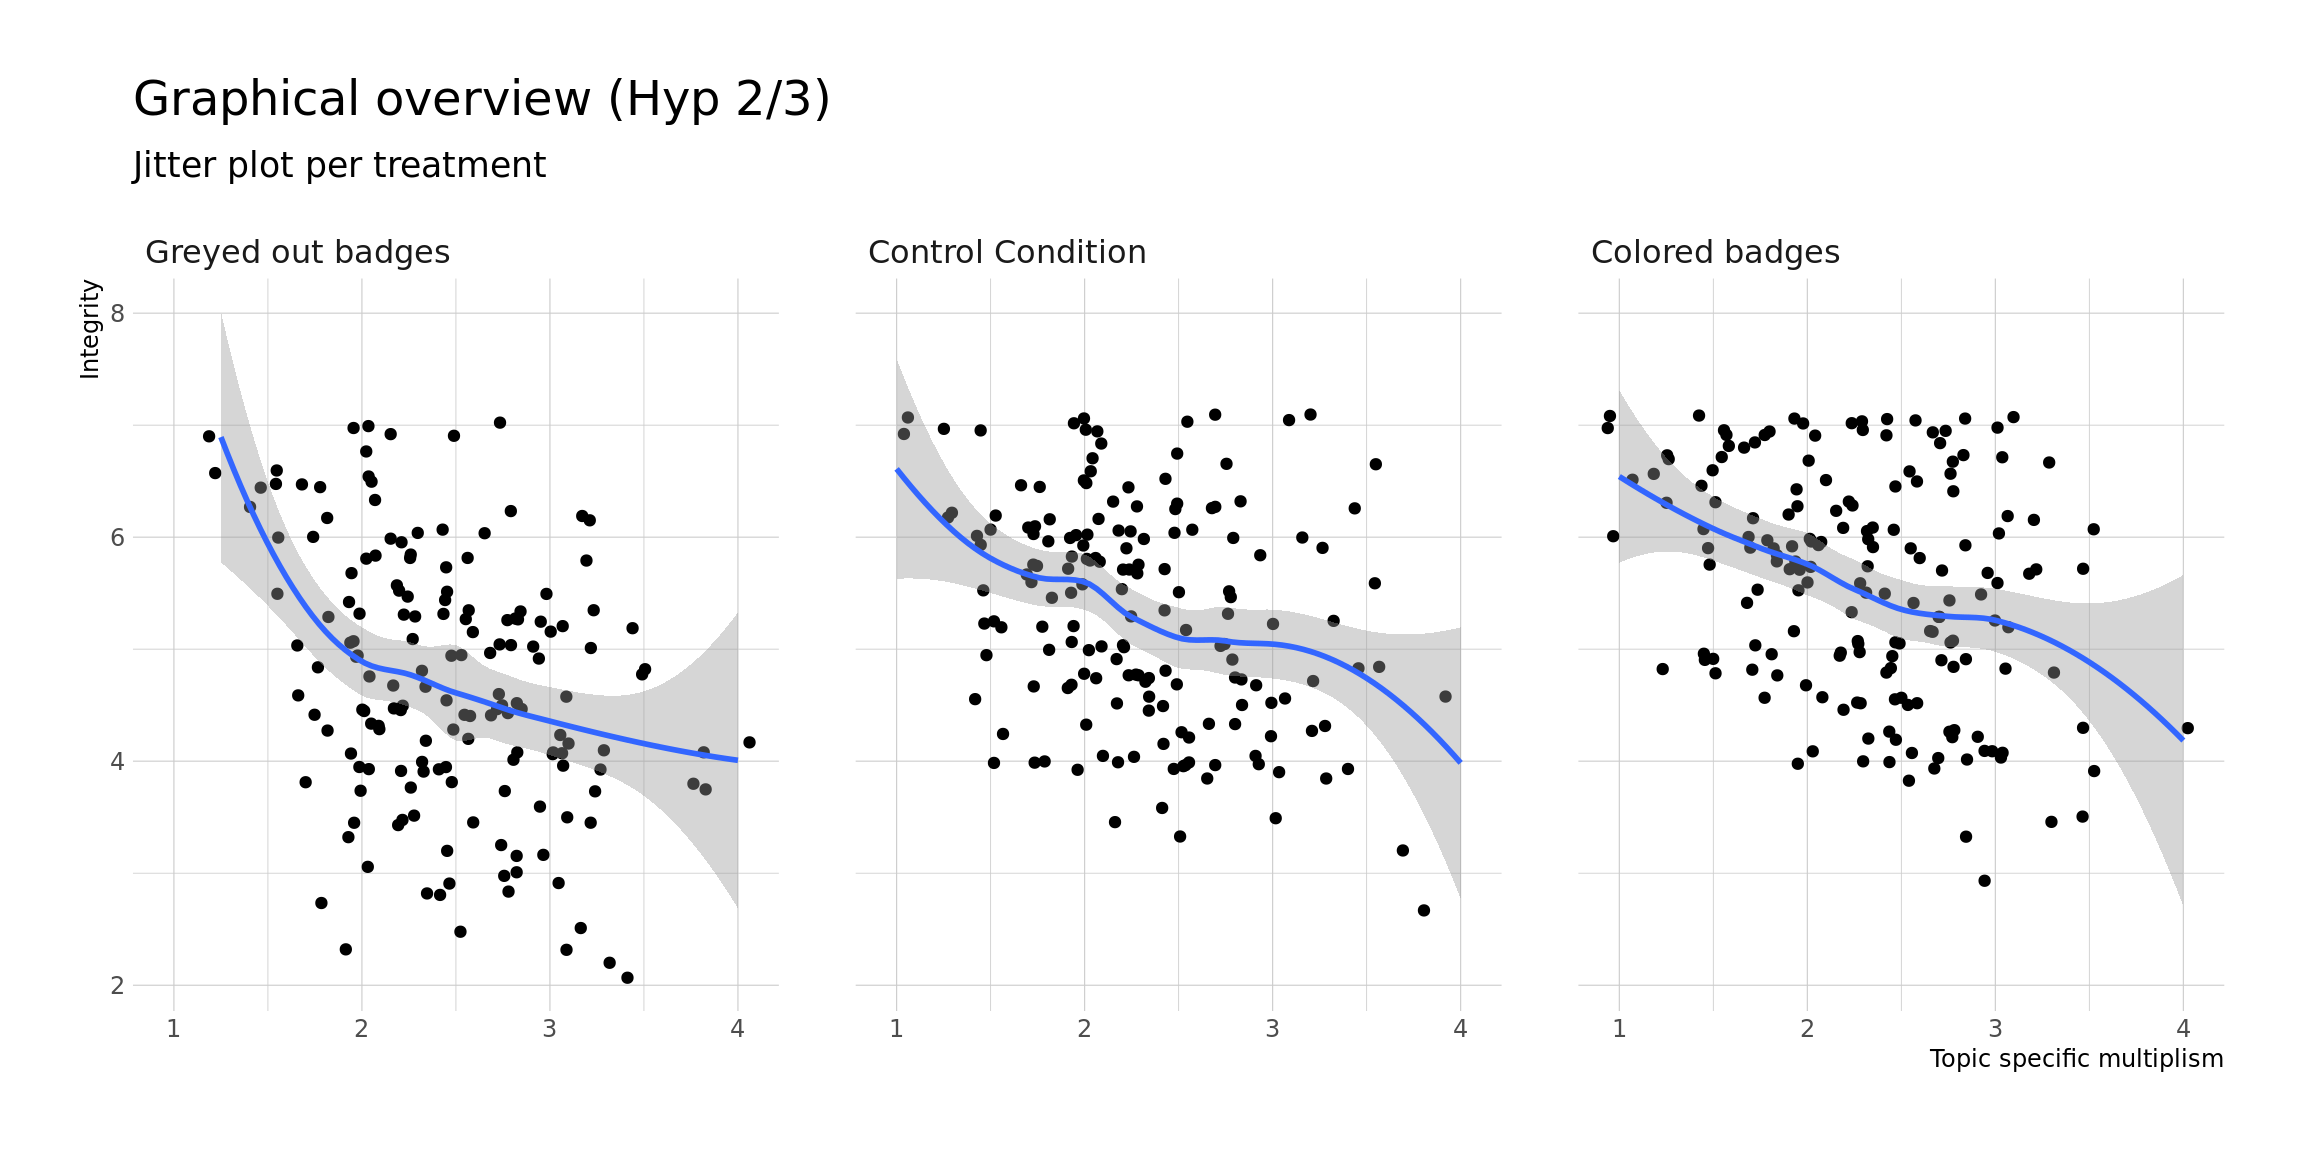 Graphical overview (Hyp 2/3)
Jitter plot per treatment
Greyed out badges
Control Condition
Colored badges
Integrity
8
6
4
2
1 2 3 4
1 2 3 4
1 2 3 4
Topic specific multiplism